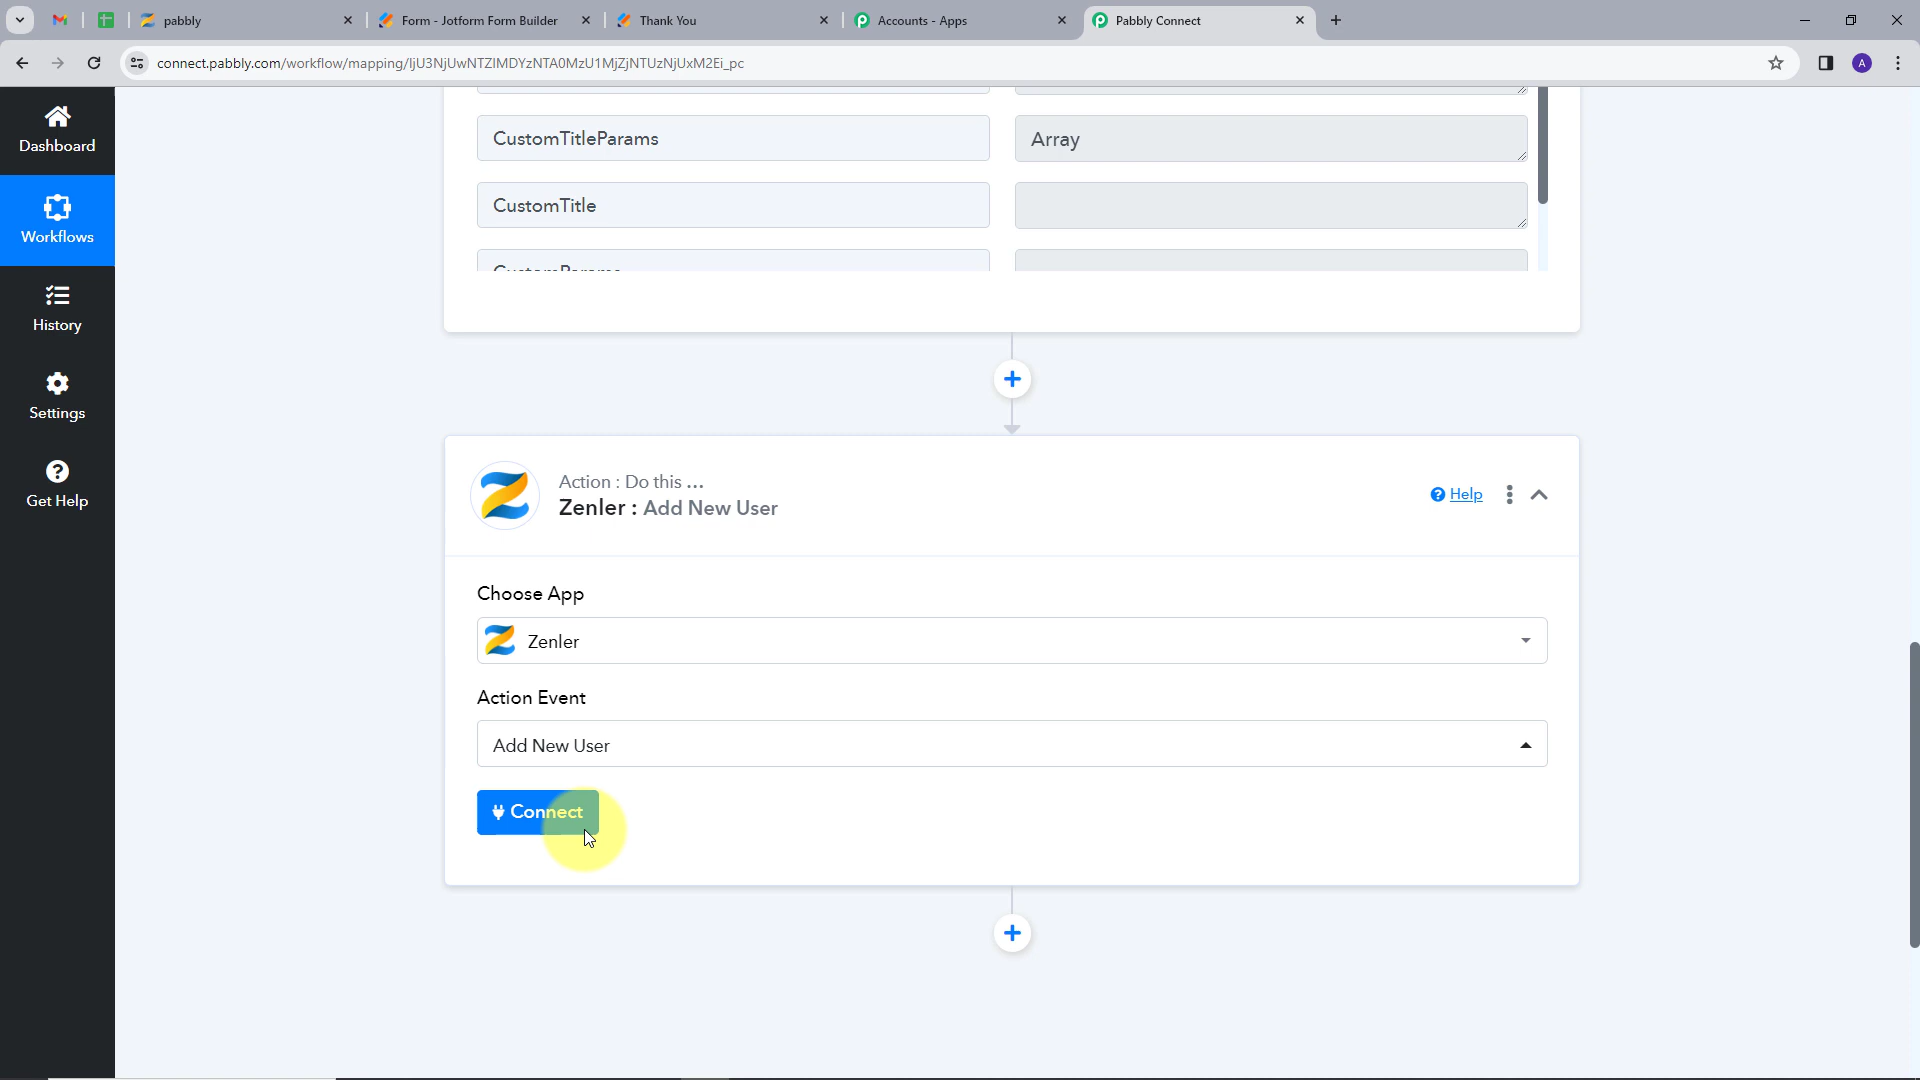 pabbly
Form - Jotform Form Builder
Thank You
Accounts - Apps
Pabbly Connect
connect.pabbly.com/workflow/mapping/IjU3NjUwNTZlMDYzNTA0MzU1MjZjNTUzNjUxM2Ei_pc
A
Dashboard
Workflows
History
Settings
Get Help
CustomTitleParams
Array
CustomTitle
CustomParams
Action : Do this ...
Zenler : Add New User
Help
Choose App
Zenler
Action Event
Add New User
Connect